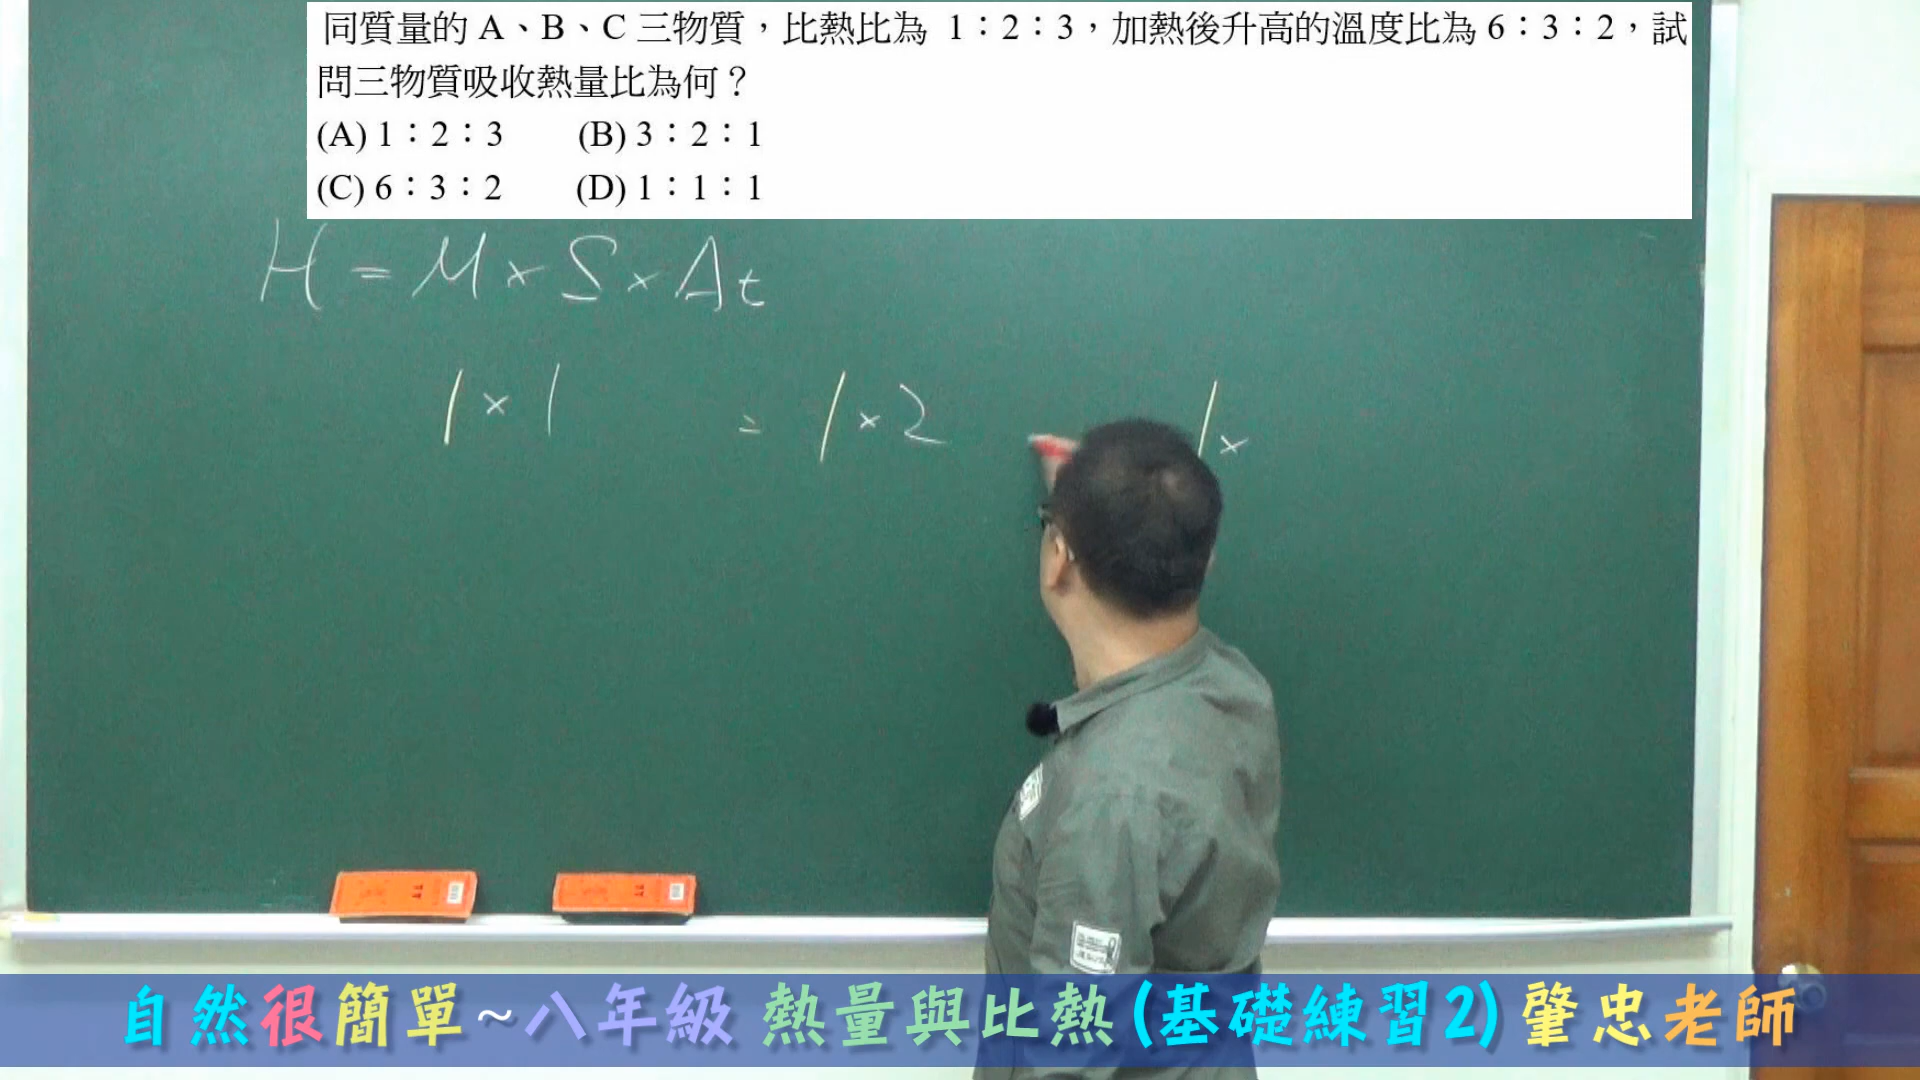 同質量的 A、B、C 三物質，比熱比為 1：2：3，加熱後升高的溫度比為 6：3：2，試
問三物質吸收熱量比為何？
(A) 1：2：3 (B) 3：2：1
(C) 6：3：2 (D) 1：1：1
H = M × S × Δt
1 × 1 = 1 × 2 1 ×
自然很簡單~八年級 熱量與比熱(基礎練習2) 肇忠老師